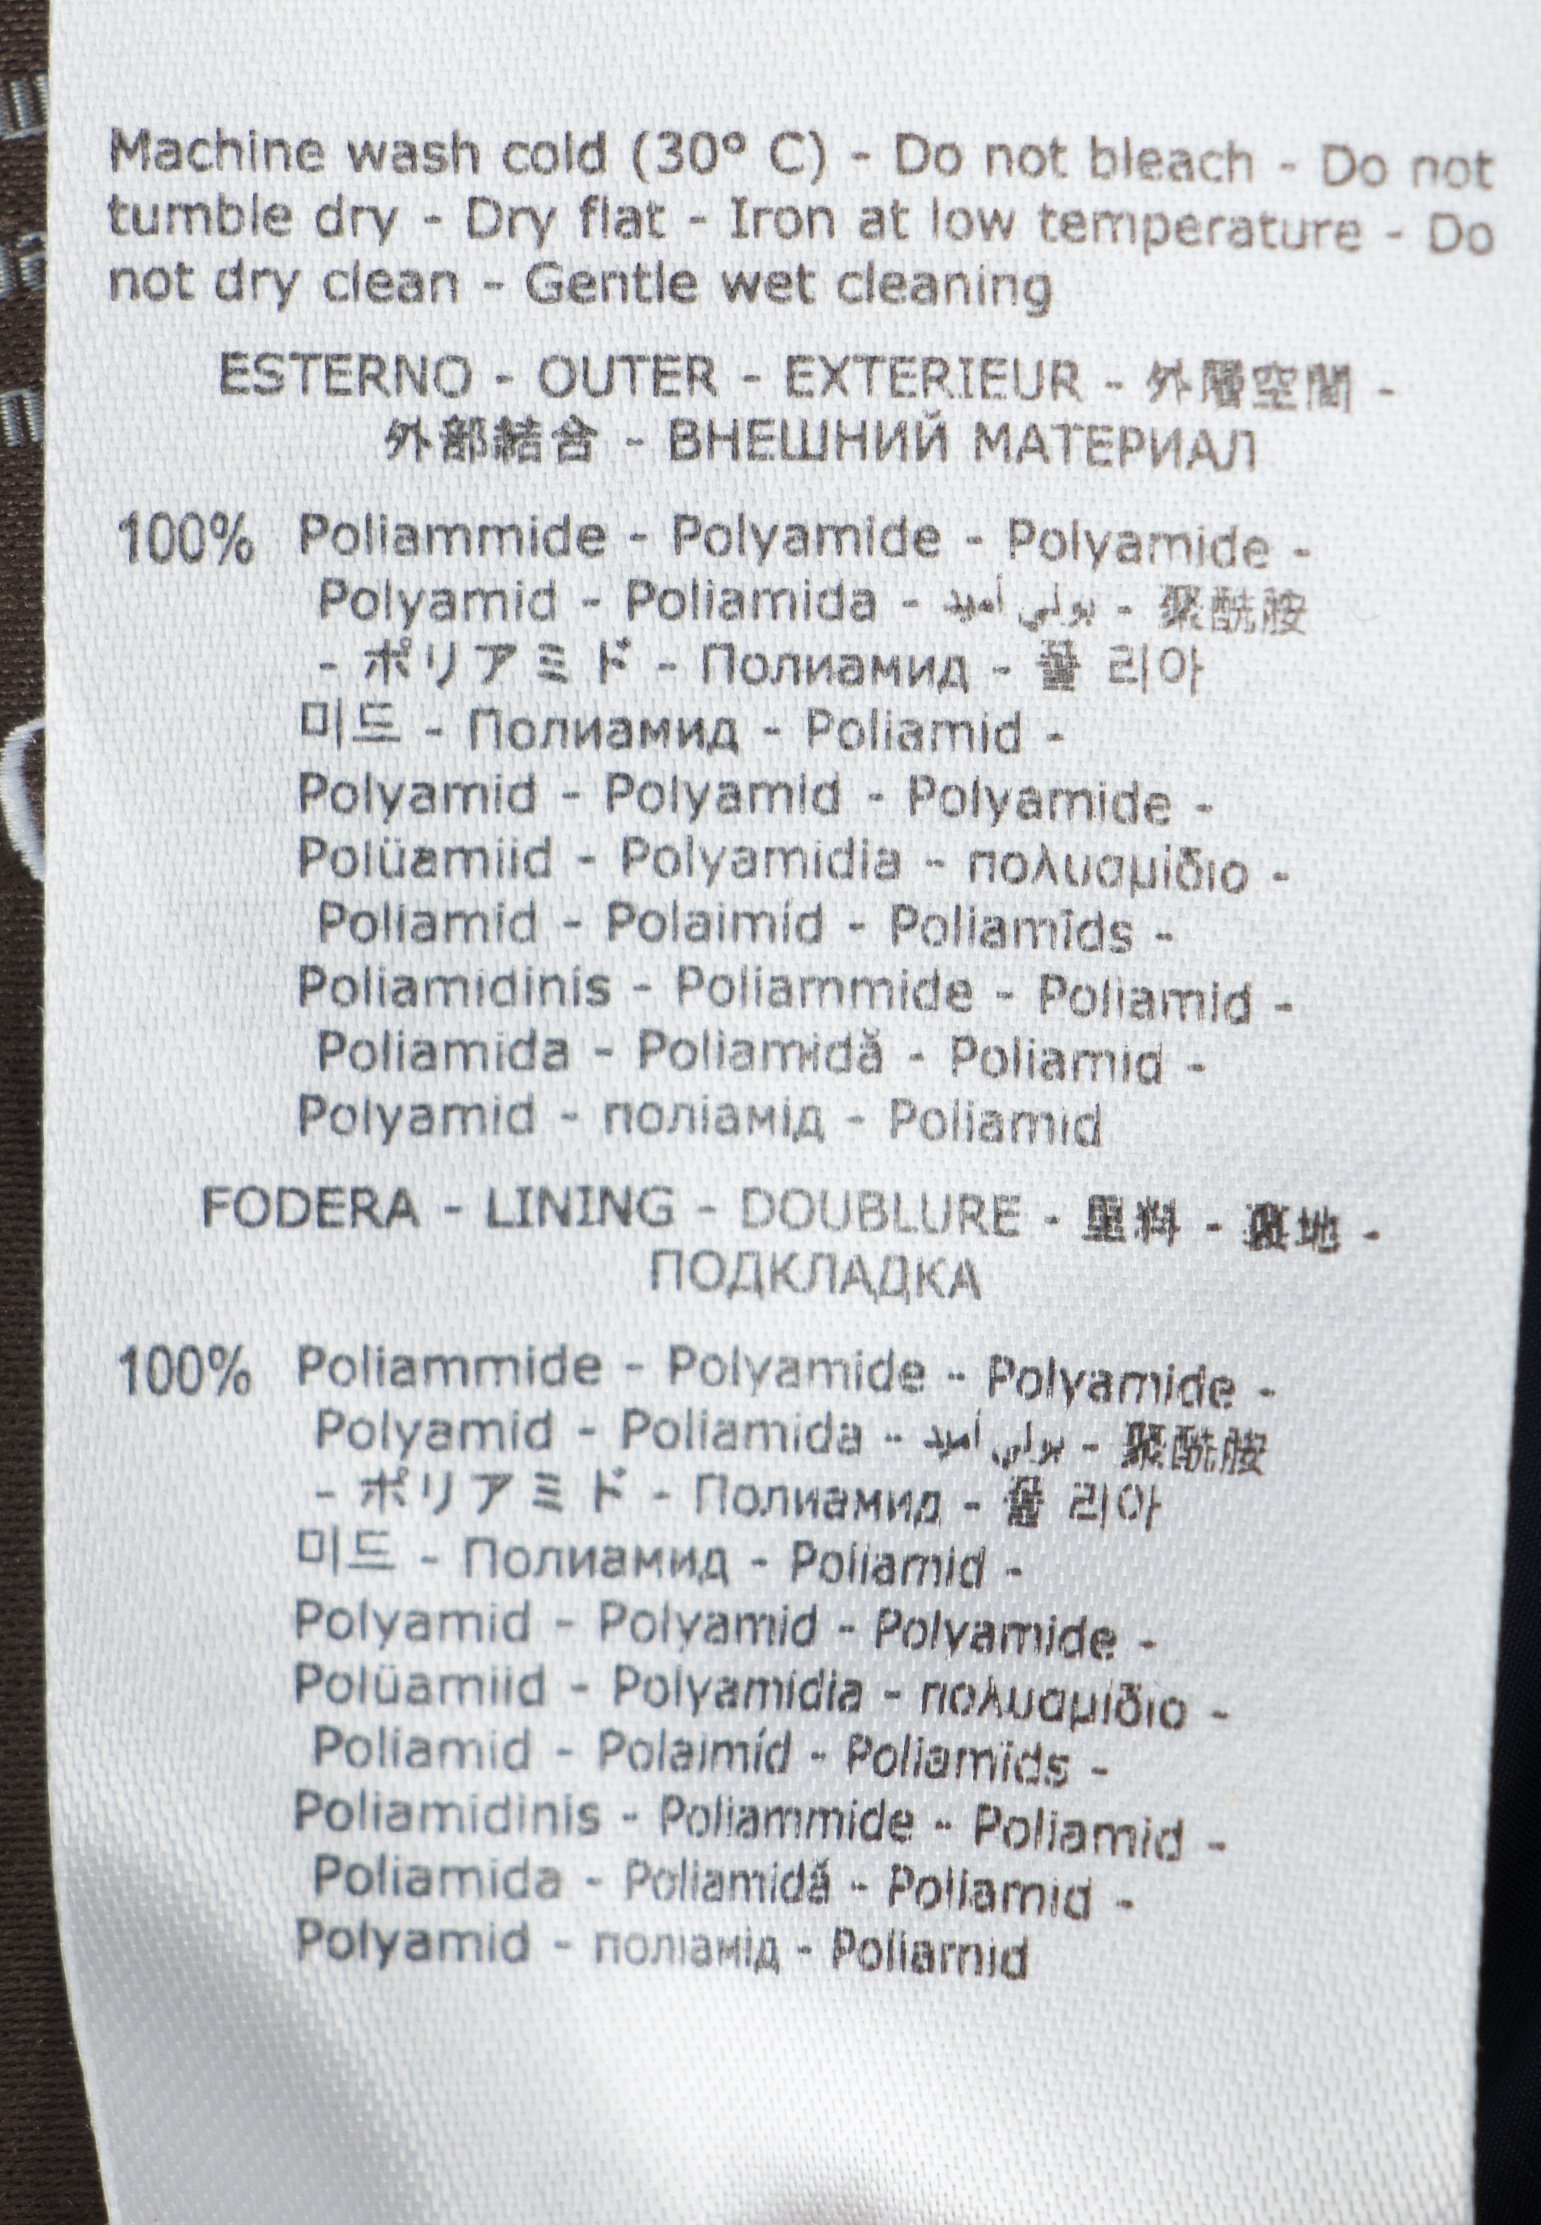 Machine wash cold (30° C) - Do not bleach - Do not
tumble dry - Dry flat - Iron at low temperature - Do
not dry clean - Gentle wet cleaning
ESTERNO - OUTER - EXTERIEUR - 外層空間 -
外部結合 - ВНЕШНИЙ МАТЕРИАЛ
100% Poliammide - Polyamide - Polyamide -
Polyamid - Poliamida - بولي أميد - 聚酰胺
- ポリアミド - Полиамид - 폴 리아
미드 - Полиамид - Poliamid -
Polyamid - Polyamid - Polyamide -
Polüamiid - Polyamidia - πολυαμίδιο -
Poliamid - Polaimíd - Poliamīds -
Poliamidinis - Poliammide - Poliamid -
Poliamida - Poliamidă - Poliamid -
Polyamid - поліамід - Poliamid
FODERA - LINING - DOUBLURE - 里料 - 裏地 -
ПОДКЛАДКА
100% Poliammide - Polyamide - Polyamide -
Polyamid - Poliamida - بولي أميد - 聚酰胺
- ポリアミド - Полиамид - 폴 리아
미드 - Полиамид - Poliamid -
Polyamid - Polyamid - Polyamide -
Polüamiid - Polyamidia - πολυαμίδιο -
Poliamid - Polaimíd - Poliamīds -
Poliamidinis - Poliammide - Poliamid -
Poliamida - Poliamidă - Poliamid -
Polyamid - поліамід - Poliamid